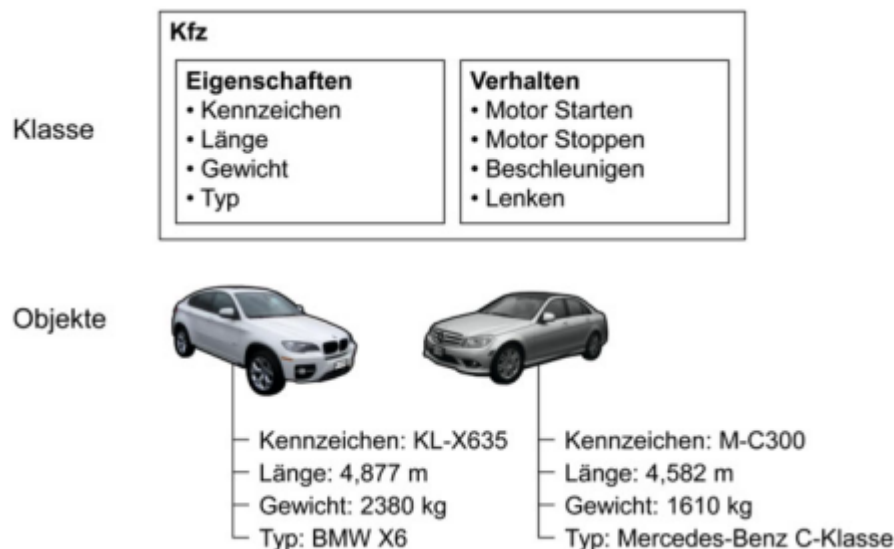 Kfz
Eigenschaften
• Kennzeichen
• Länge
• Gewicht
• Typ
Verhalten
• Motor Starten
• Motor Stoppen
• Beschleunigen
• Lenken
Klasse
Objekte
Kennzeichen: KL-X635
Länge: 4,877 m
Gewicht: 2380 kg
Typ: BMW X6
Kennzeichen: M-C300
Länge: 4,582 m
Gewicht: 1610 kg
Typ: Mercedes-Benz C-Klasse